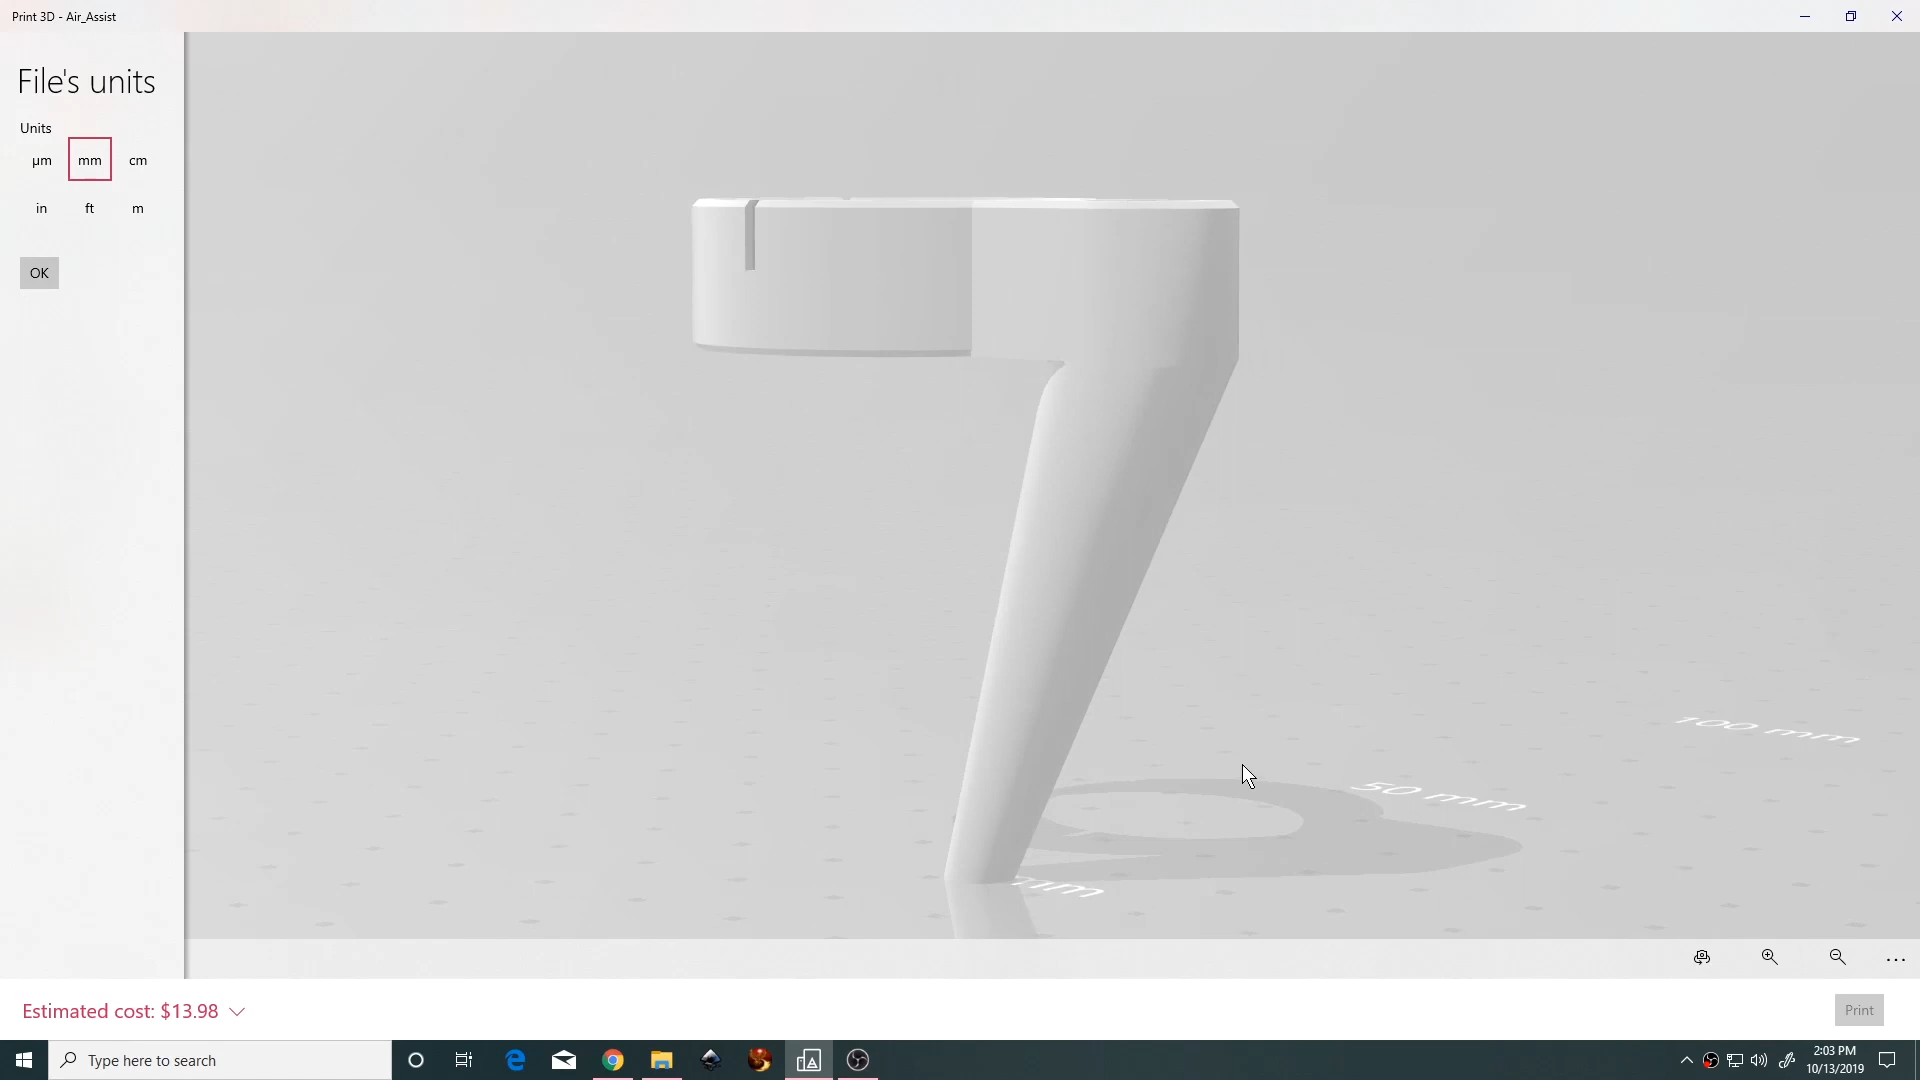 Print 3D - Air_Assist
File's units
Units
µm mm cm
in ft m
OK
100 mm
50 mm
mm
Estimated cost: $13.98
Print
Type here to search
2:03 PM
10/13/2019